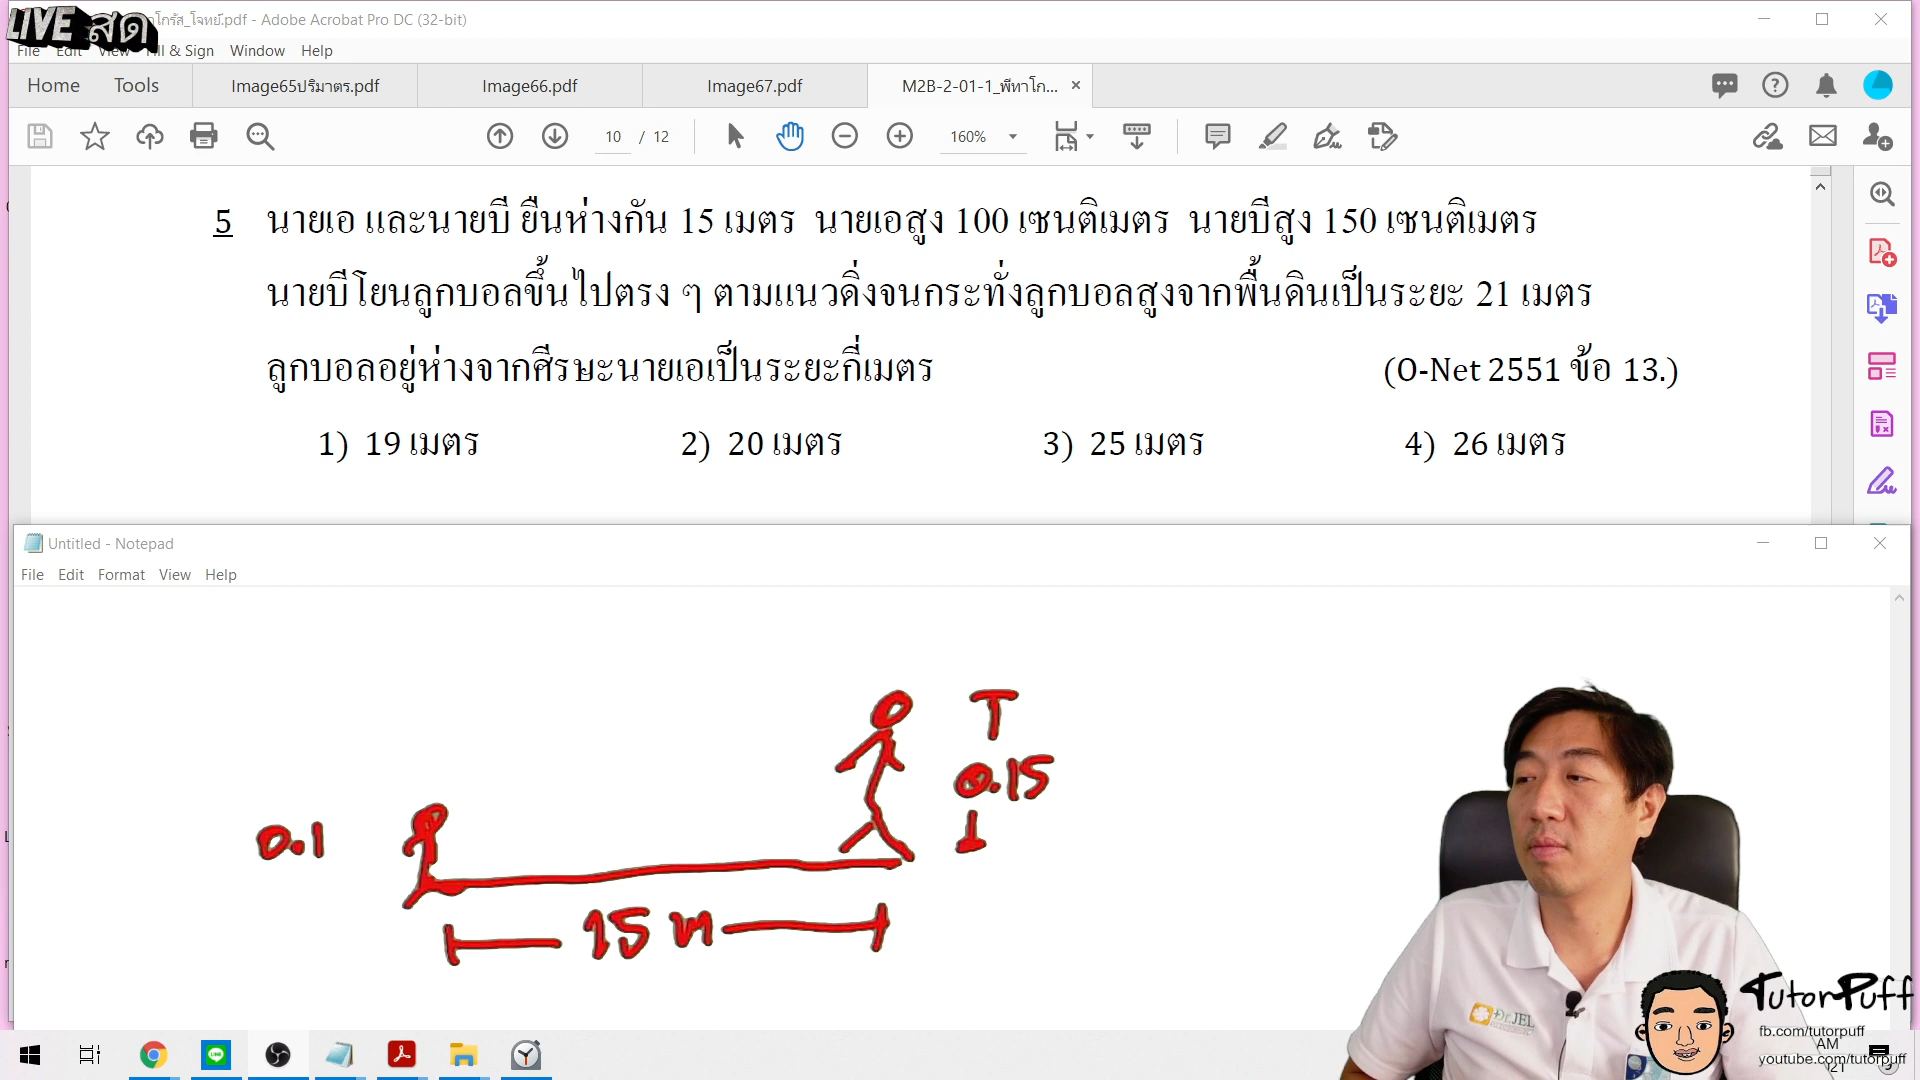 LIVE สด
โกรัส_โจทย์.pdf - Adobe Acrobat Pro DC (32-bit)
File Edit View Fill & Sign Window Help
Home Tools Image65ปริมาตร.pdf Image66.pdf Image67.pdf M2B-2-01-1_พีทาโก...
10 / 12 160%
5 นายเอ และนายบี ยืนห่างกัน 15 เมตร นายเอสูง 100 เซนติเมตร นายบีสูง 150 เซนติเมตร
นายบีโยนลูกบอลขึ้นไปตรง ๆ ตามแนวดิ่งจนกระทั่งลูกบอลสูงจากพื้นดินเป็นระยะ 21 เมตร
ลูกบอลอยู่ห่างจากศีรษะนายเอเป็นระยะกี่เมตร (O-Net 2551 ข้อ 13.)
1) 19 เมตร 2) 20 เมตร 3) 25 เมตร 4) 26 เมตร
Untitled - Notepad
File Edit Format View Help
0.15
0.1
15 m
Dr.JEL
TutorPuff
fb.com/tutorpuff
AM
youtube.com/tutorpuff